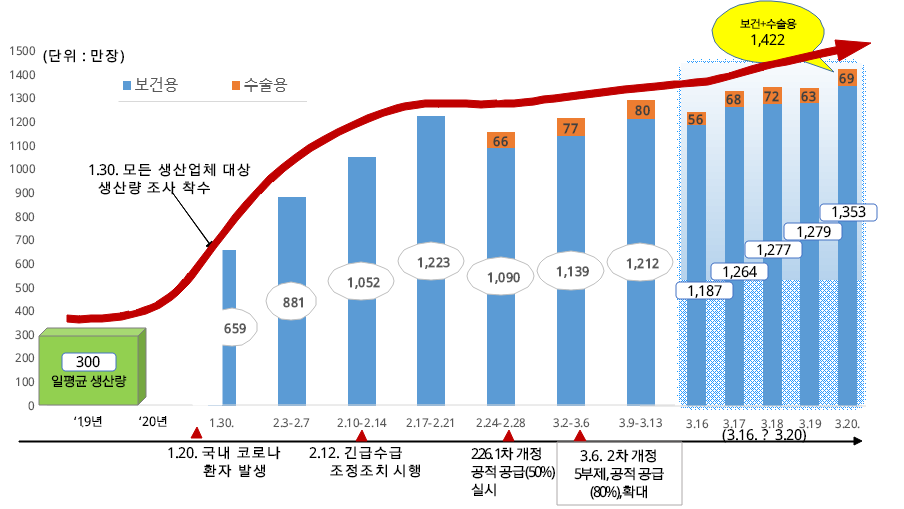 보건+수술용
1,422
(단위 : 만장)
보건용
수술용
1500
1400
1300
1200
1100
1000
900
800
700
600
500
400
300
200
100
0
1.30. 모든 생산업체 대상
생산량 조사 착수
66
77
80
56
68
72
63
69
300
일평균 생산량
659
881
1,052
1,223
1,090
1,139
1,212
1,187
1,264
1,277
1,279
1,353
‘19년
‘20년
1.30.
2.3-2.7
2.10-2.14
2.17-2.21
2.24-2.28
3.2-3.6
3.9-3.13
3.16
3.17
3.18
3.19
3.20.
(3.16. ? 3.20)
1.20. 국내 코로나
환자 발생
2.12. 긴급수급
조정조치 시행
2.26.1차 개정
공적 공급(50%)
실시
3.6. 2차 개정
5부제,공적 공급
(80%),확대